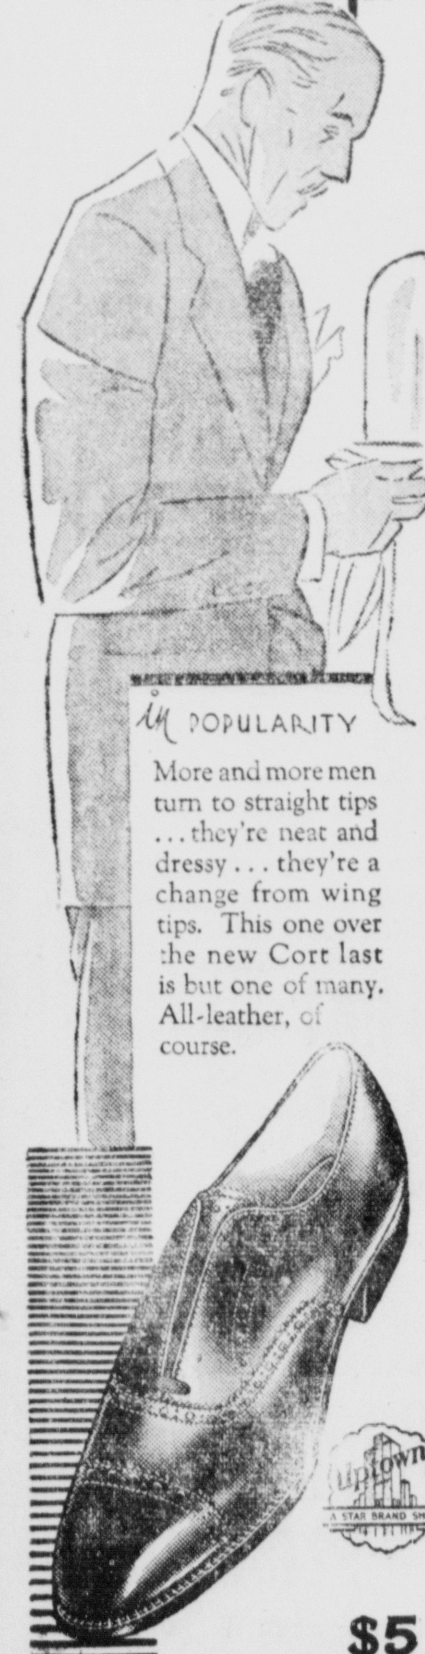 in POPULARITY
More and more men
turn to straight tips
...they're neat and
dressy... they're a
change from wing
tips. This one over
the new Cort last
is but one of many.
All-leather, of
course.
Uptown
A STAR BRAND SH
$5